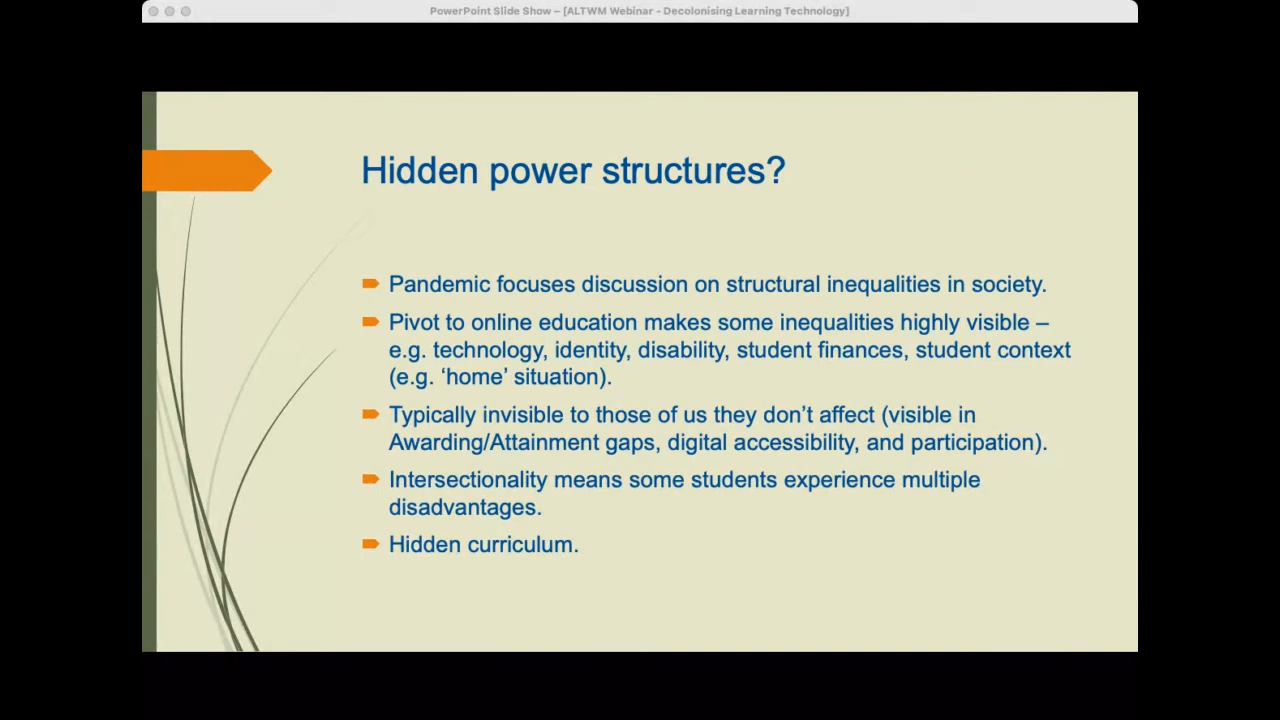 PowerPoint Slide Show – [ALTWM Webinar - Decolonising Learning Technology]
Hidden power structures?
Pandemic focuses discussion on structural inequalities in society.
Pivot to online education makes some inequalities highly visible –
e.g. technology, identity, disability, student finances, student context
(e.g. ‘home’ situation).
Typically invisible to those of us they don’t affect (visible in
Awarding/Attainment gaps, digital accessibility, and participation).
Intersectionality means some students experience multiple
disadvantages.
Hidden curriculum.